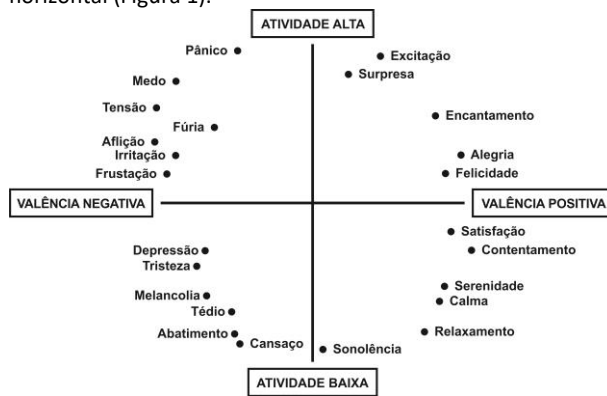 horizontal (Figura 1).
ATIVIDADE ALTA
Pânico
Excitação
Surpresa
Medo
Tensão
Encantamento
Fúria
Aflição
Irritação
Alegria
Frustação
Felicidade
VALÊNCIA NEGATIVA
VALÊNCIA POSITIVA
Satisfação
Depressão
Contentamento
Tristeza
Serenidade
Melancolia
Calma
Tédio
Abatimento
Relaxamento
Cansaço
Sonolência
ATIVIDADE BAIXA